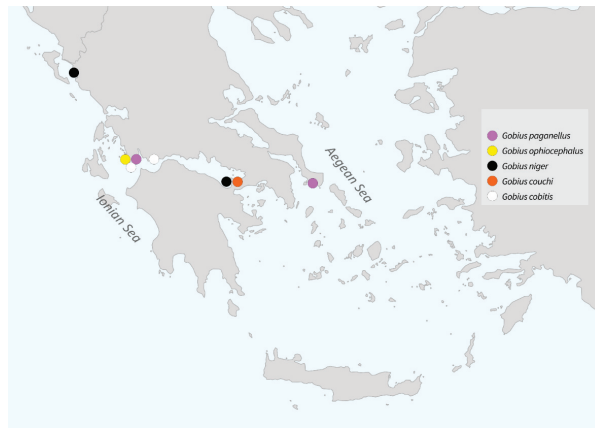 Aegean Sea
Ionian Sea
Gobius paganellus
Gobius ophiocephalus
Gobius niger
Gobius couchi
Gobius cobitis